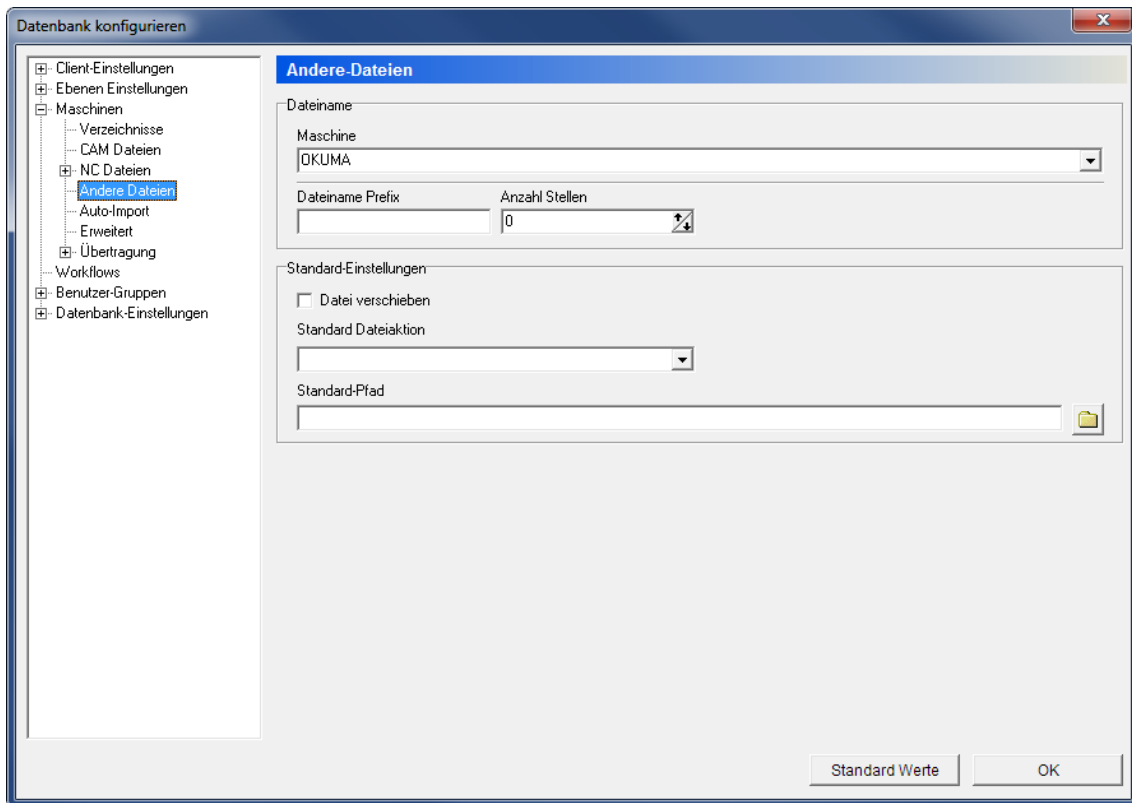 Datenbank konfigurieren
Client-Einstellungen
Ebenen Einstellungen
Maschinen
Verzeichnisse
CAM Dateien
NC Dateien
Andere Dateien
Auto-Import
Erweitert
Übertragung
Workflows
Benutzer-Gruppen
Datenbank-Einstellungen
Andere-Dateien
Dateiname
Maschine
OKUMA
Dateiname Prefix Anzahl Stellen
0
Standard-Einstellungen
Datei verschieben
Standard Dateiaktion
Standard-Pfad
Standard Werte OK